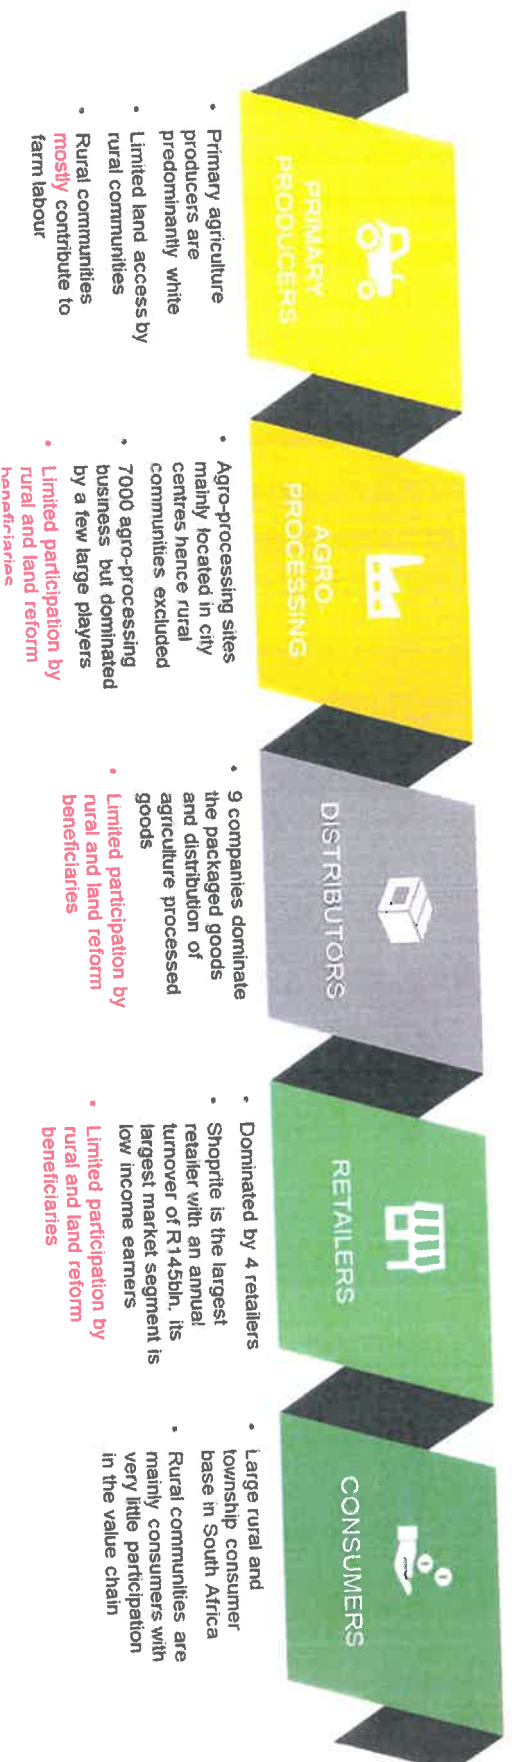 PRIMARY
PRODUCERS
• Primary agriculture
producers are
predominantly white
• Limited land access by
rural communities
• Rural communities
mostly contribute to
farm labour
AGRO-
PROCESSING
• Agro-processing sites
mainly located in city
centres hence rural
communities excluded
• 7000 agro-processing
business but dominated
by a few large players
• Limited participation by
rural and land reform
beneficiaries
DISTRIBUTORS
• 9 companies dominate
the packaged goods
and distribution of
agriculture processed
goods
• Limited participation by
rural and land reform
beneficiaries
RETAILERS
• Dominated by 4 retailers
• Shoprite is the largest
retailer with an annual
turnover of R145bln. its
largest market segment is
low income earners
• Limited participation by
rural and land reform
beneficiaries
CONSUMERS
• Large rural and
township consumer
base in South Africa
• Rural communities are
mainly consumers with
very little participation
in the value chain